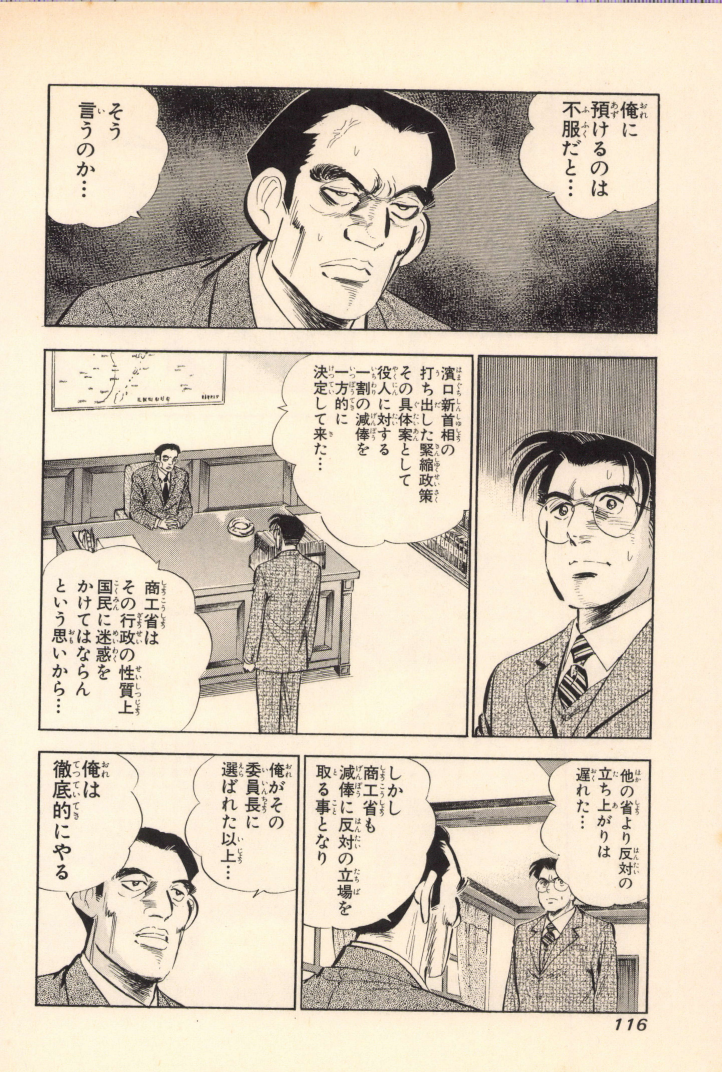 俺に
預けるのは
不服だと…
そう
言うのか…
濱口新首相の
打ち出した緊縮政策
その具体案として
役人に対する
一割の減俸を
一方的に
決定して来た…
商工省は
その行政の性質上
国民に迷惑を
かけてはならん
という思いから…
他の省より反対の
立ち上がりは
遅れた…
しかし
商工省も
減俸に反対の立場を
取る事となり
俺がその
委員長に
選ばれた以上…
俺は
徹底的にやる
116